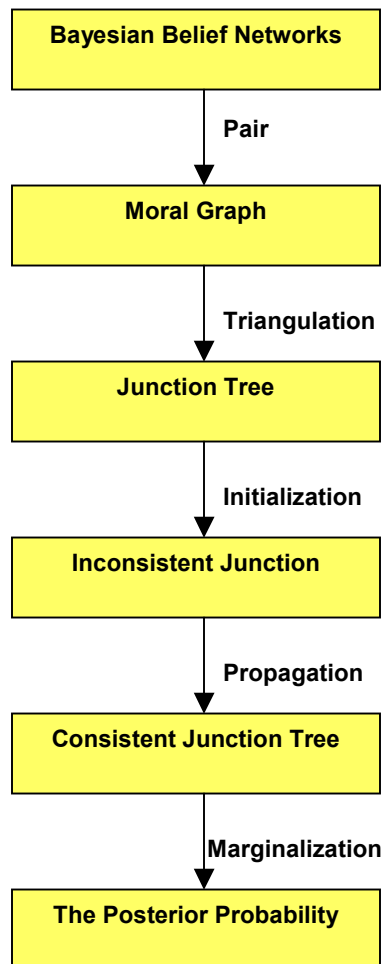 Bayesian Belief Networks
Pair
Moral Graph
Triangulation
Junction Tree
Initialization
Inconsistent Junction
Propagation
Consistent Junction Tree
Marginalization
The Posterior Probability